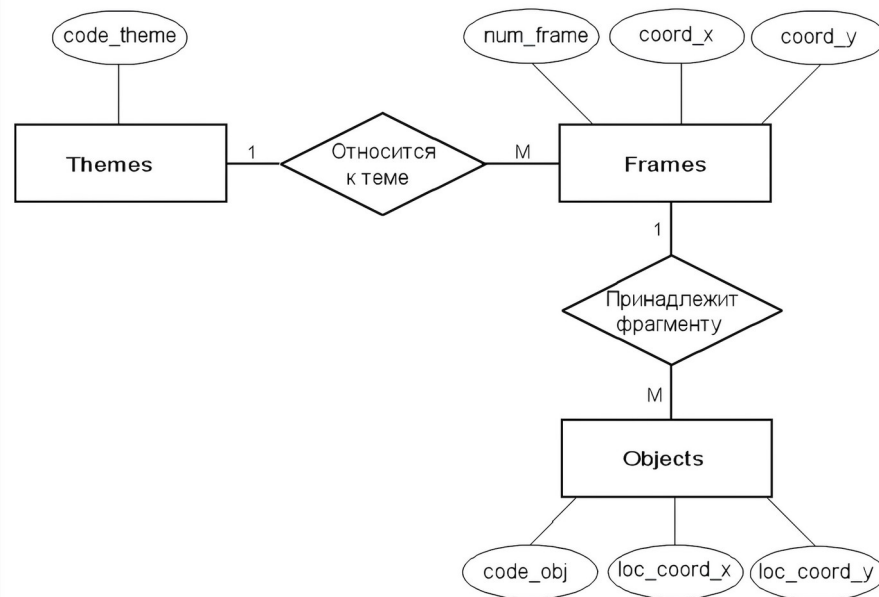 code_theme
num_frame
coord_x
coord_y
Themes
1
Относится
к теме
M
Frames
1
Принадлежит
фрагменту
M
Objects
code_obj
loc_coord_x
loc_coord_y